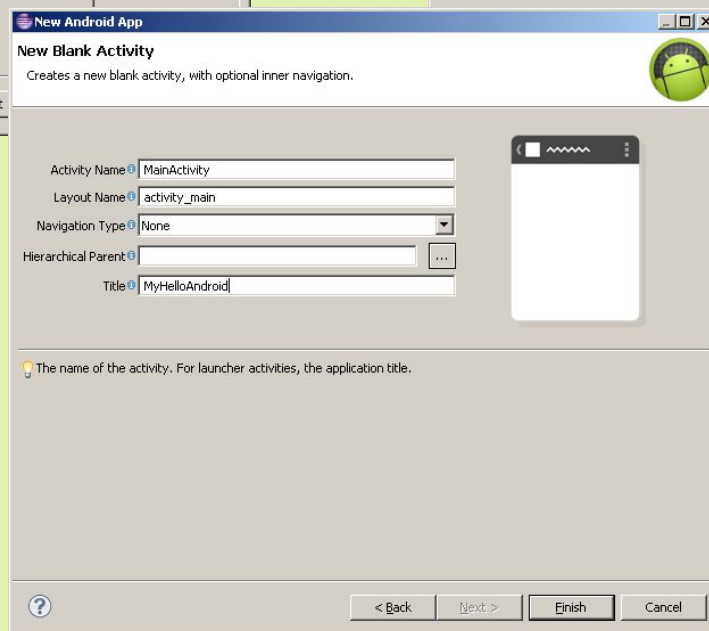 New Android App
New Blank Activity
Creates a new blank activity, with optional inner navigation.
Activity Name MainActivity
Layout Name activity_main
Navigation Type None
Hierarchical Parent ...
Title MyHelloAndroid
The name of the activity. For launcher activities, the application title.
< Back Next > Finish Cancel